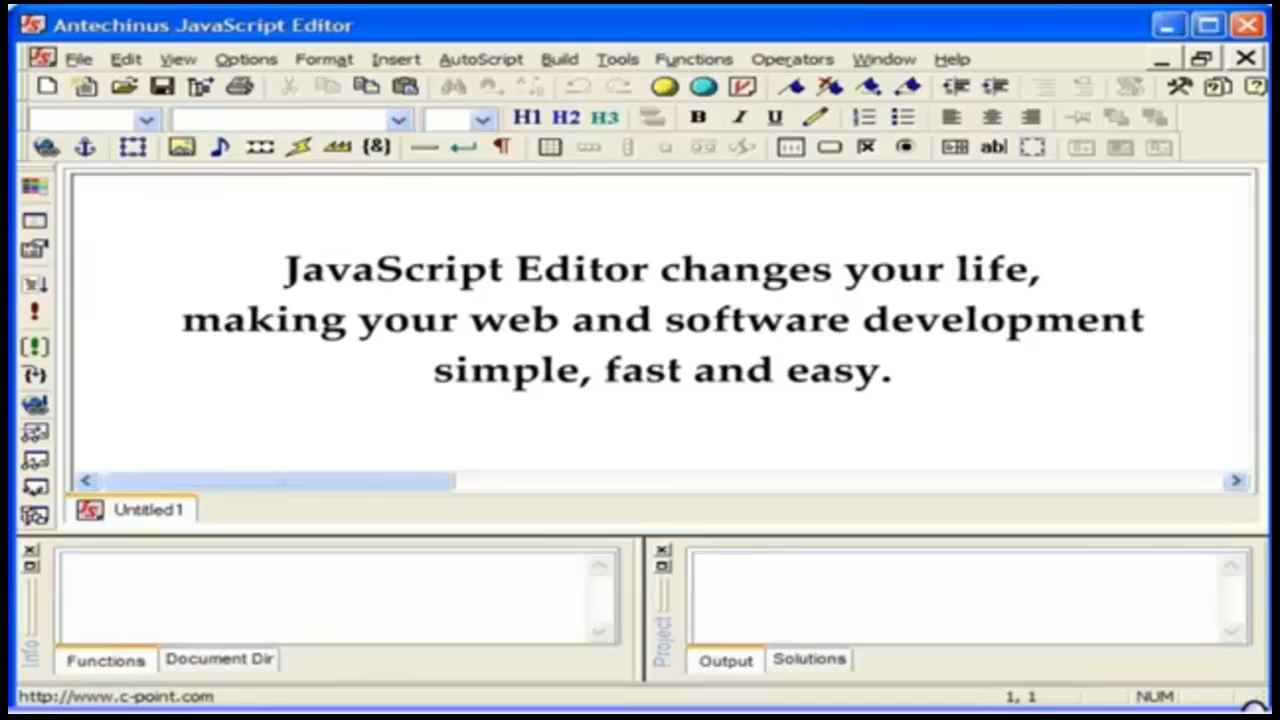 Antechinus JavaScript Editor
File Edit View Options Format Insert AutoScript Build Tools Functions Operators Window Help
H1 H2 H3 B I U
{&} ¶ abl
JavaScript Editor changes your life,
making your web and software development
simple, fast and easy.
Untitled1
Info
Functions Document Dir
Project
Output Solutions
http://www.c-point.com 1, 1 NUM